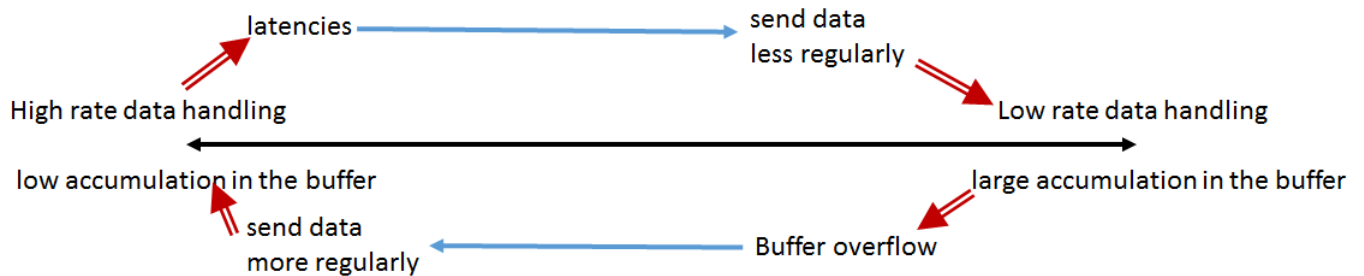 latencies
send data
less regularly
High rate data handling
Low rate data handling
low accumulation in the buffer
large accumulation in the buffer
send data
more regularly
Buffer overflow